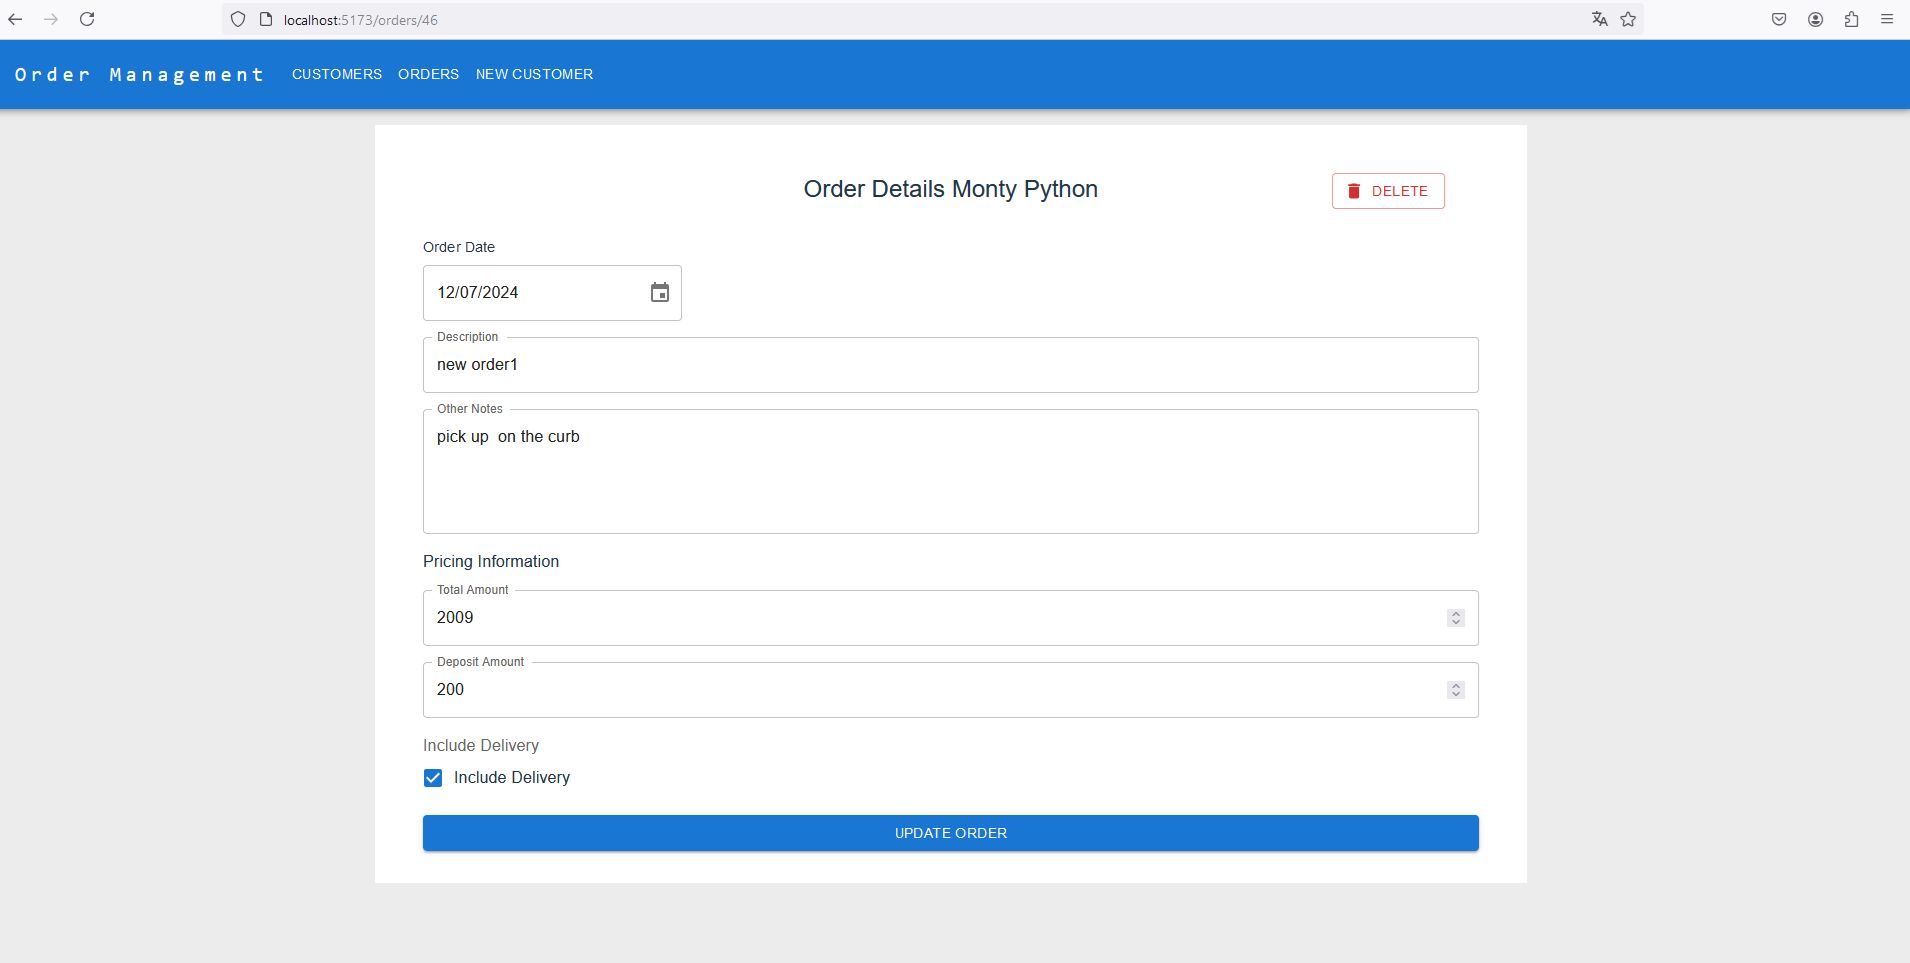 localhost:5173/orders/46
Order Management CUSTOMERS ORDERS NEW CUSTOMER
Order Details Monty Python
DELETE
Order Date
12/07/2024
Description
new order1
Other Notes
pick up  on the curb
Pricing Information
Total Amount
2009
Deposit Amount
200
Include Delivery
Include Delivery
UPDATE ORDER